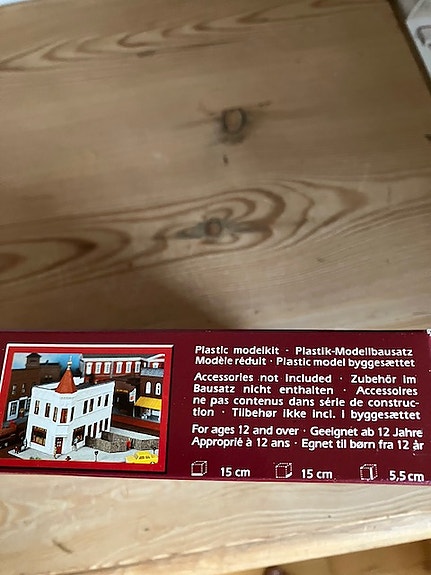 Plastic modelkit · Plastik-Modellbausatz
Modèle réduit · Plastic model byggesættet
Accessories not included · Zubehör im
Bausatz nicht enthalten · Accessoires
ne pas contenus dans série de construc-
tion · Tilbehør ikke incl. i byggesættet
For ages 12 and over · Geeignet ab 12 Jahre
Approprié à 12 ans · Egnet til børn fra 12 år
15 cm 15 cm 5,5 cm